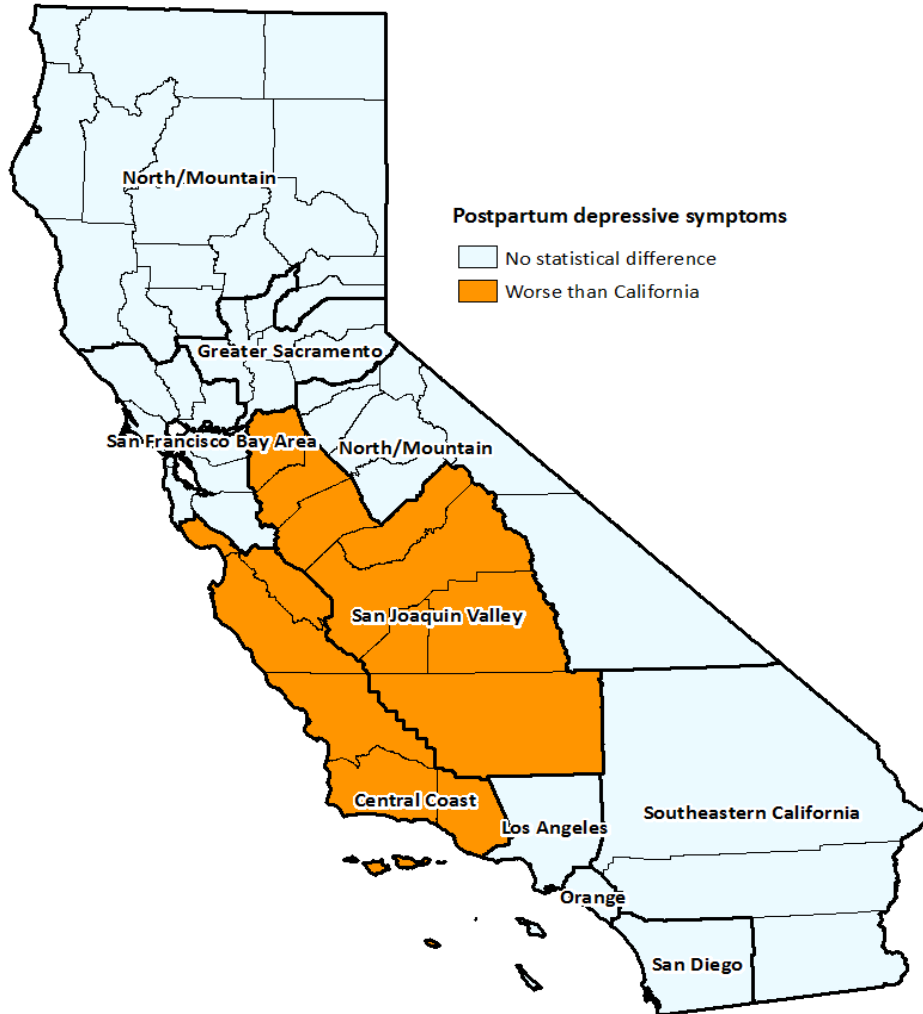 North/Mountain
Postpartum depressive symptoms
No statistical difference
Worse than California
Greater Sacramento
San Francisco Bay Area
North/Mountain
San Joaquin Valley
Central Coast
Los Angeles
Southeastern California
Orange
San Diego